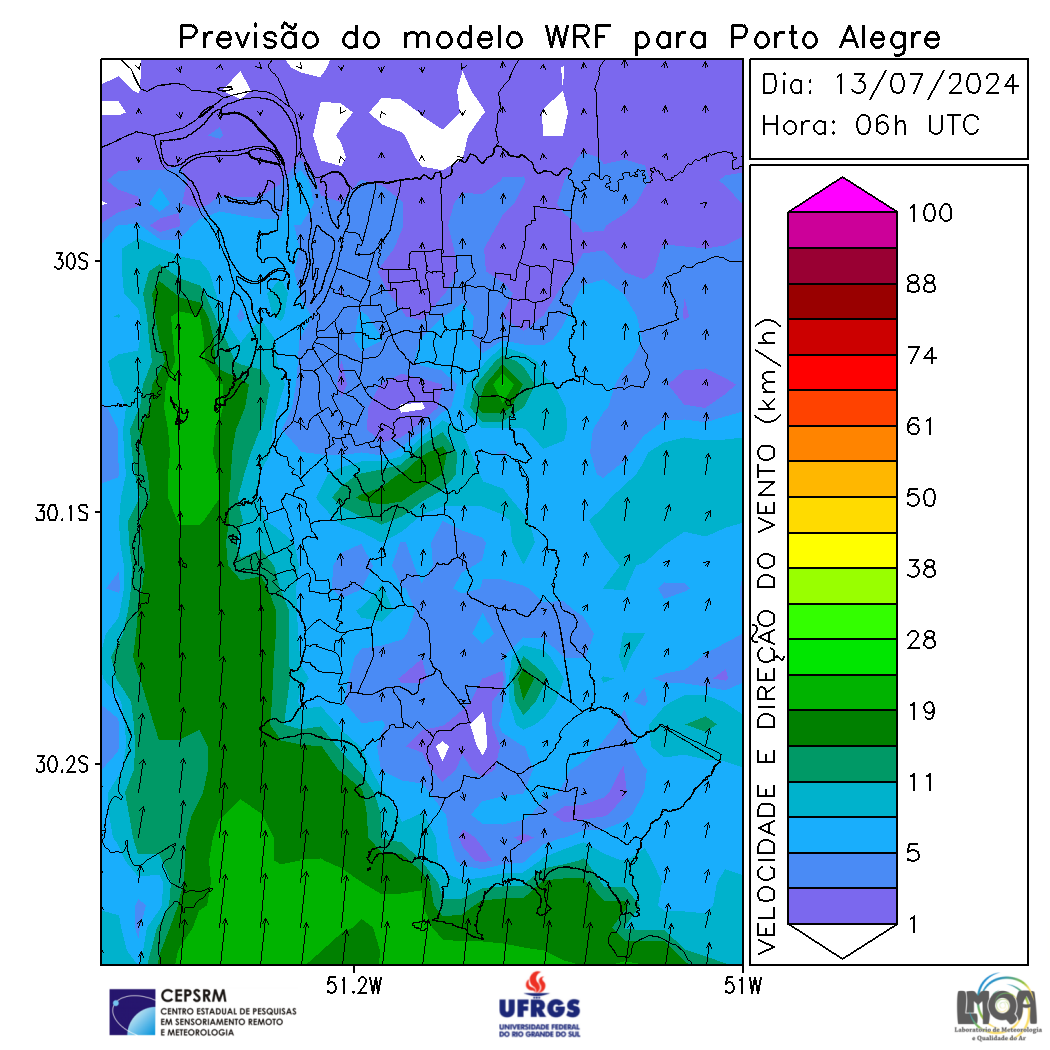 Previsão do modelo WRF para Porto Alegre
Dia: 13/07/2024
Hora: 06h UTC
30S
30.1S
30.2S
51.2W
51W
VELOCIDADE E DIREÇÃO DO VENTO (km/h)
100
88
74
61
50
38
28
19
11
5
1
CEPSRM
CENTRO ESTADUAL DE PESQUISAS
EM SENSORIAMENTO REMOTO
E METEOROLOGIA
UFRGS
UNIVERSIDADE FEDERAL
DO RIO GRANDE DO SUL
LMQA
Laboratório de Meteorologia
e Qualidade do Ar